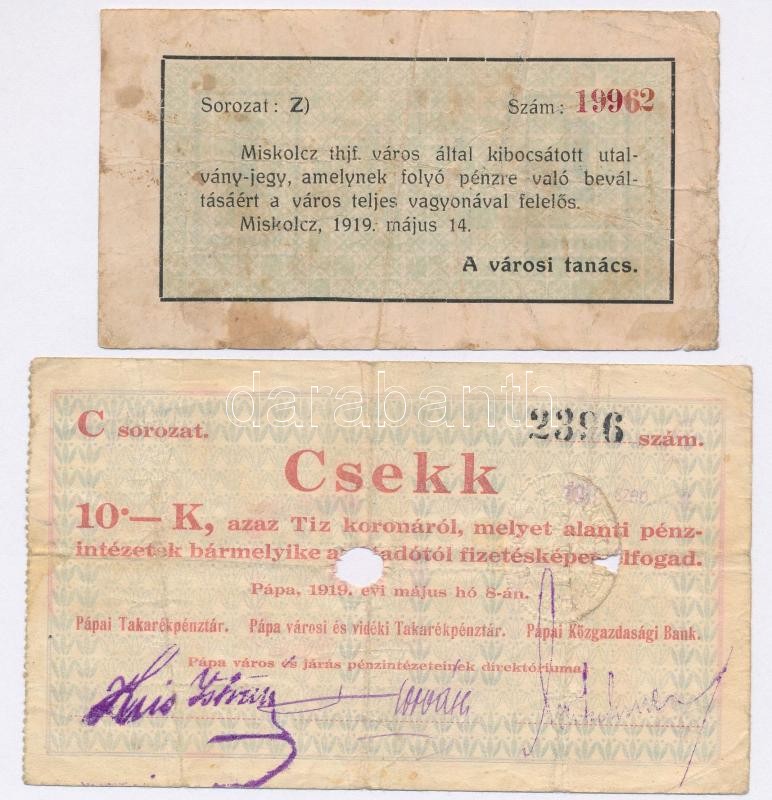 Sorozat: Z) Szám: 19962
Miskolcz thjf. város által kibocsátott utal-
vány-jegy, amelynek folyó pénzre való bevál-
tásáért a város teljes vagyonával felelős.
Miskolcz, 1919. május 14.
A városi tanács.
darabanth
C sorozat. 2396 szám.
Csekk
10·— K, azaz Tiz koronáról, melyet alanti pénz-
intézetek bármelyike fizetésképen elfogad.
Pápa, 1919. évi május hó 8-án.
Pápai Takarékpénztár. Pápa városi és vidéki Takarékpénztár. Pápai Közgazdasági Bank.
Pápa város és járás pénzintézeteinek direktóriuma
Kis István